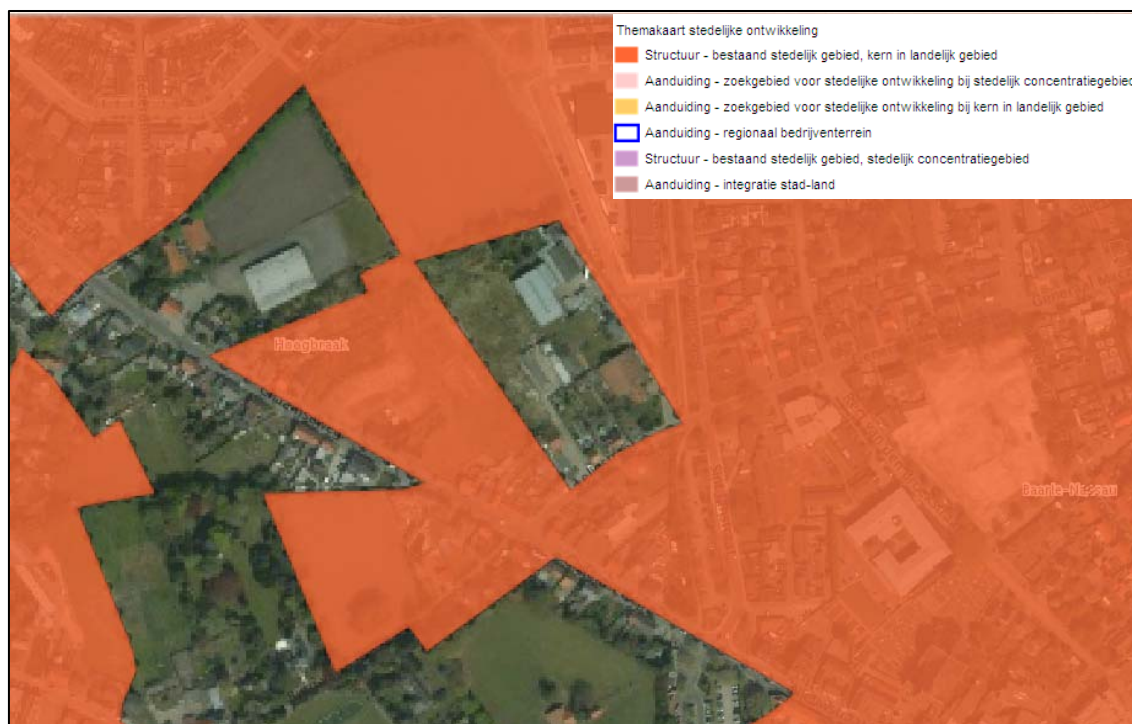 Themakaart stedelijke ontwikkeling
Structuur - bestaand stedelijk gebied, kern in landelijk gebied
Aanduiding - zoekgebied voor stedelijke ontwikkeling bij stedelijk concentratiegebied
Aanduiding - zoekgebied voor stedelijke ontwikkeling bij kern in landelijk gebied
Aanduiding - regionaal bedrijventerrein
Structuur - bestaand stedelijk gebied, stedelijk concentratiegebied
Aanduiding - integratie stad-land
Hoogbraak
Baarle-Nassau